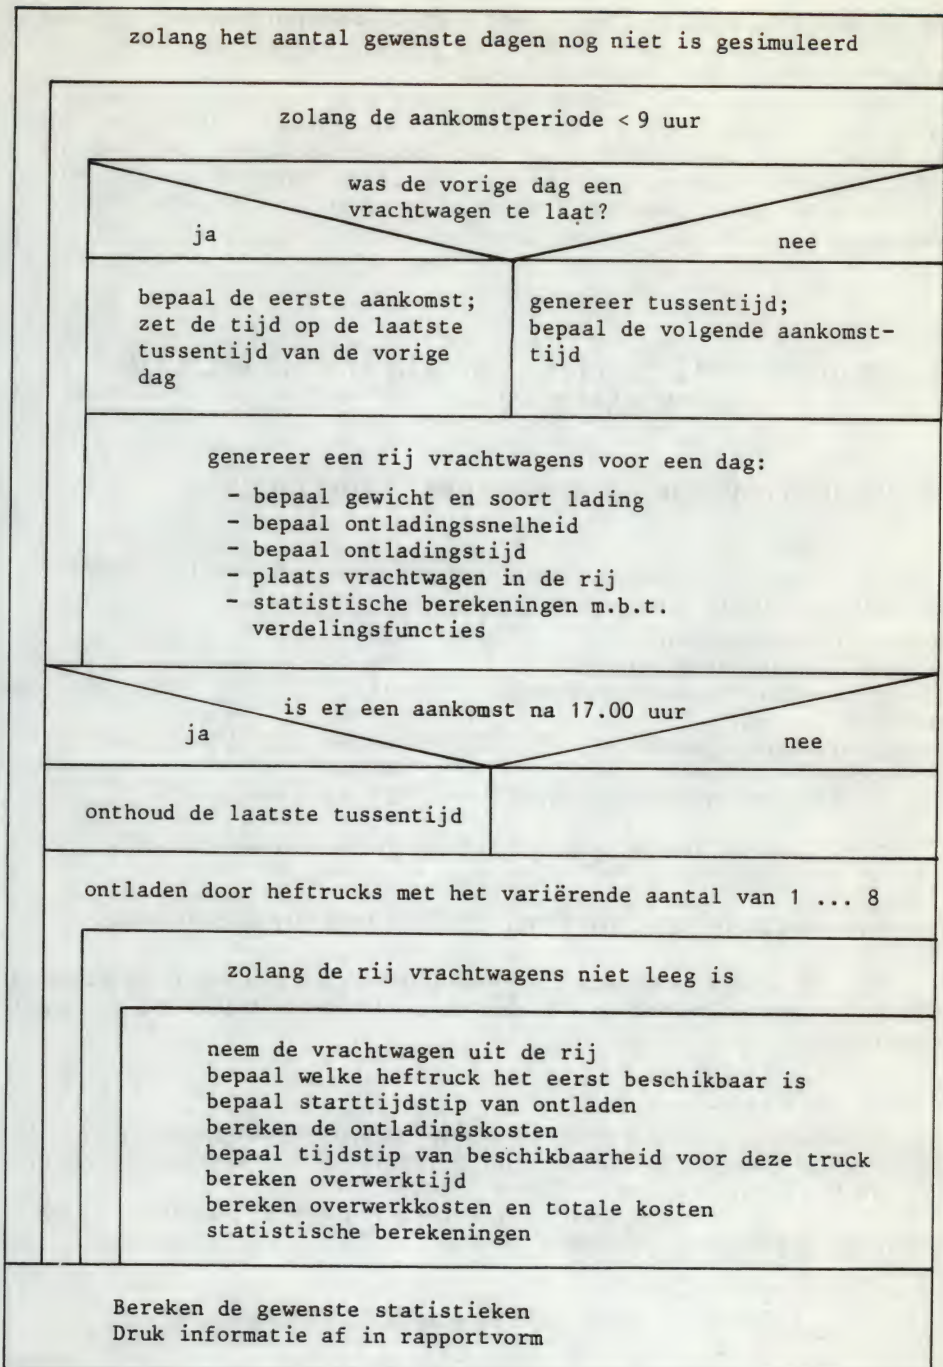 zolang het aantal gewenste dagen nog niet is gesimuleerd
zolang de aankomstperiode < 9 uur
was de vorige dag een
vrachtwagen te laat?
ja
nee
bepaal de eerste aankomst;
zet de tijd op de laatste
tussentijd van de vorige
dag
genereer tussentijd;
bepaal de volgende aankomst-
tijd
genereer een rij vrachtwagens voor een dag:
- bepaal gewicht en soort lading
- bepaal ontladingssnelheid
- bepaal ontladingstijd
- plaats vrachtwagen in de rij
- statistische berekeningen m.b.t.
verdelingsfuncties
is er een aankomst na 17.00 uur
ja
nee
onthoud de laatste tussentijd
ontladen door heftrucks met het variërende aantal van 1 ... 8
zolang de rij vrachtwagens niet leeg is
neem de vrachtwagen uit de rij
bepaal welke heftruck het eerst beschikbaar is
bepaal starttijdstip van ontladen
bereken de ontladingskosten
bepaal tijdstip van beschikbaarheid voor deze truck
bereken overwerktijd
bereken overwerkkosten en totale kosten
statistische berekeningen
Bereken de gewenste statistieken
Druk informatie af in rapportvorm